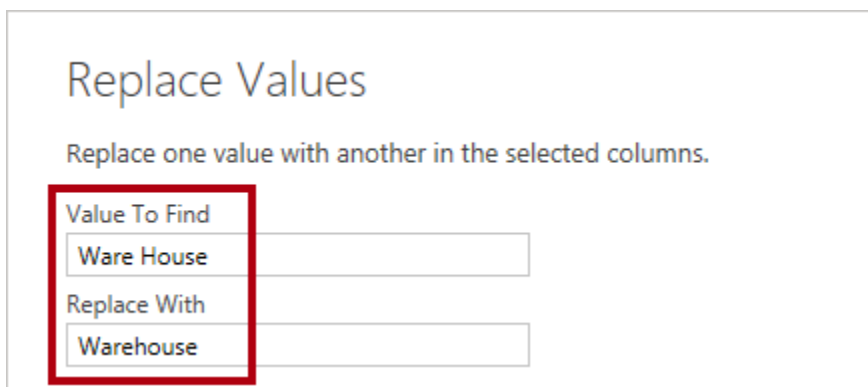 Replace Values
Replace one value with another in the selected columns.
Value To Find
Ware House
Replace With
Warehouse